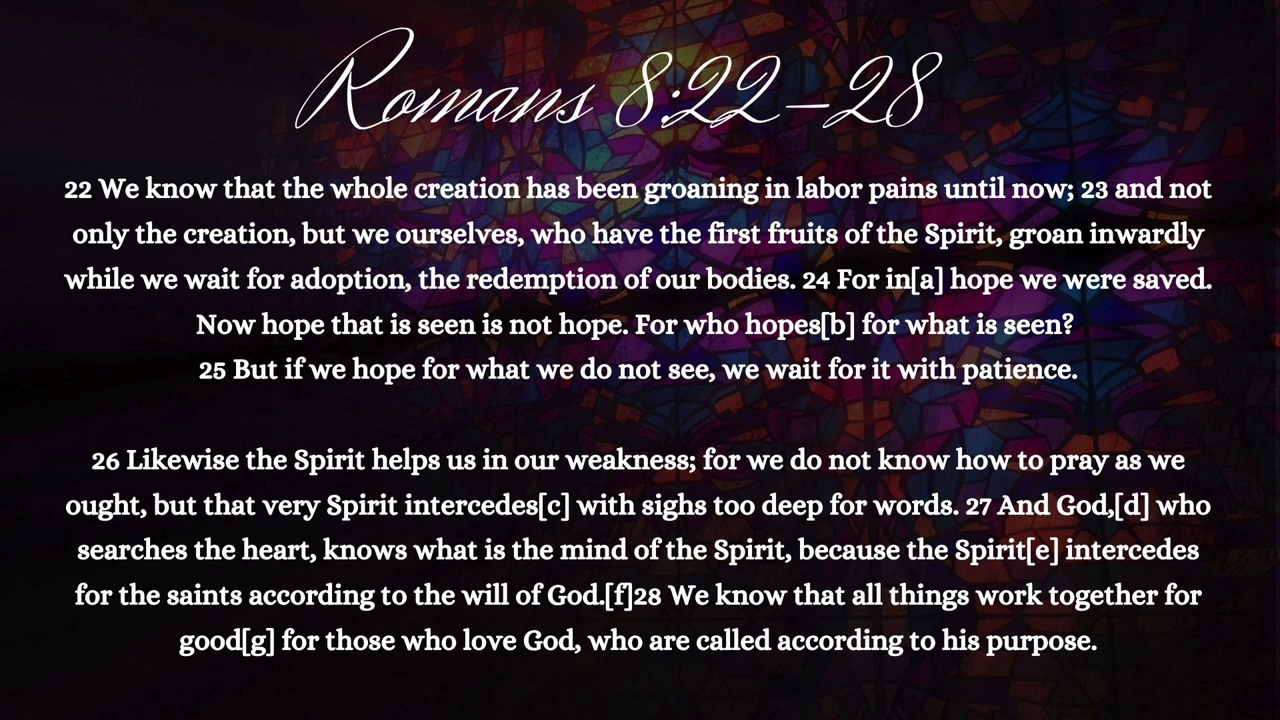 Romans 8:22–28
22 We know that the whole creation has been groaning in labor pains until now; 23 and not
only the creation, but we ourselves, who have the first fruits of the Spirit, groan inwardly
while we wait for adoption, the redemption of our bodies. 24 For in[a] hope we were saved.
Now hope that is seen is not hope. For who hopes[b] for what is seen?
25 But if we hope for what we do not see, we wait for it with patience.
26 Likewise the Spirit helps us in our weakness; for we do not know how to pray as we
ought, but that very Spirit intercedes[c] with sighs too deep for words. 27 And God,[d] who
searches the heart, knows what is the mind of the Spirit, because the Spirit[e] intercedes
for the saints according to the will of God.[f]28 We know that all things work together for
good[g] for those who love God, who are called according to his purpose.